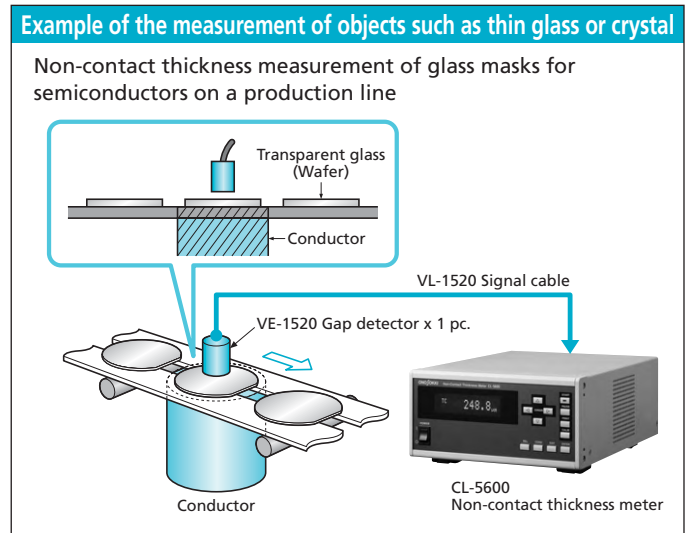 Example of the measurement of objects such as thin glass or crystal
Non-contact thickness measurement of glass masks for
semiconductors on a production line
Transparent glass
(Wafer)
Conductor
VL-1520 Signal cable
VE-1520 Gap detector x 1 pc.
TC 248.8
Conductor
CL-5600
Non-contact thickness meter